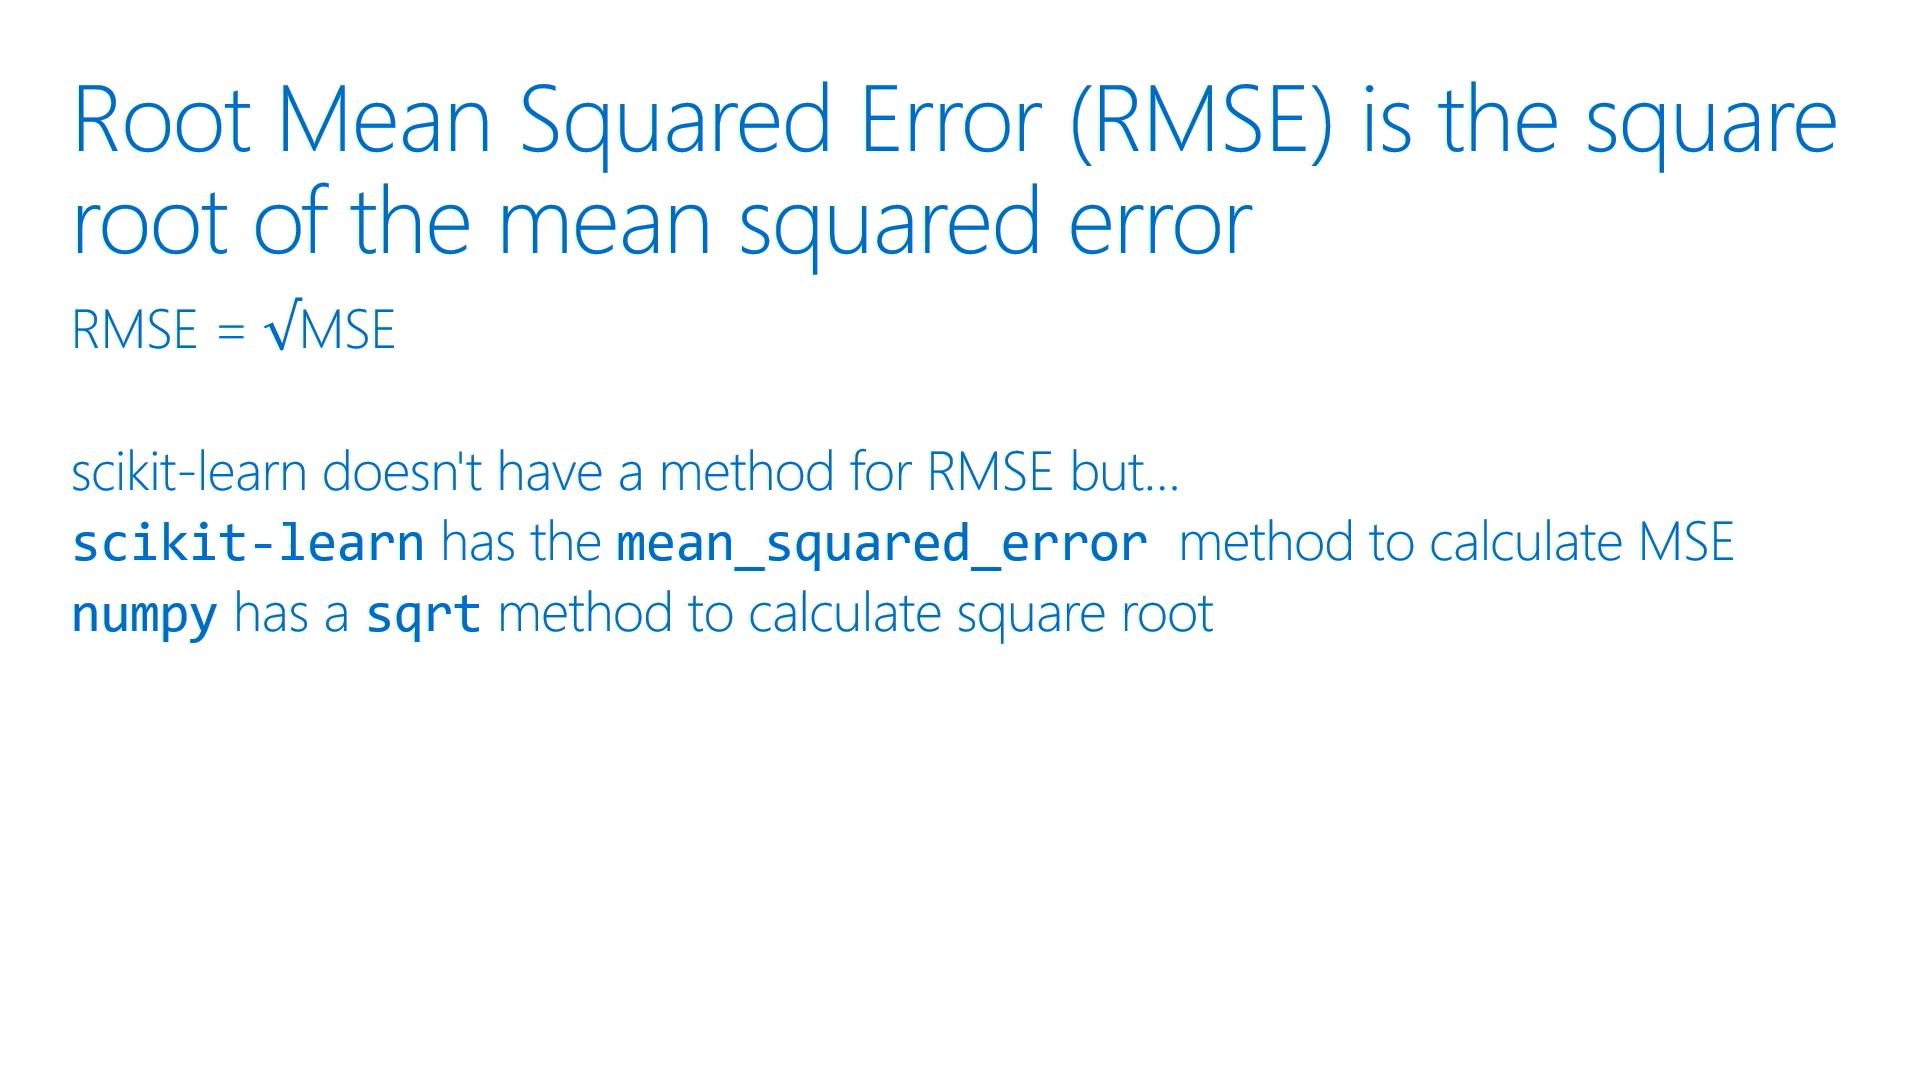 Root Mean Squared Error (RMSE) is the square
root of the mean squared error
RMSE = √MSE
scikit-learn doesn't have a method for RMSE but...
scikit-learn has the mean_squared_error method to calculate MSE
numpy has a sqrt method to calculate square root